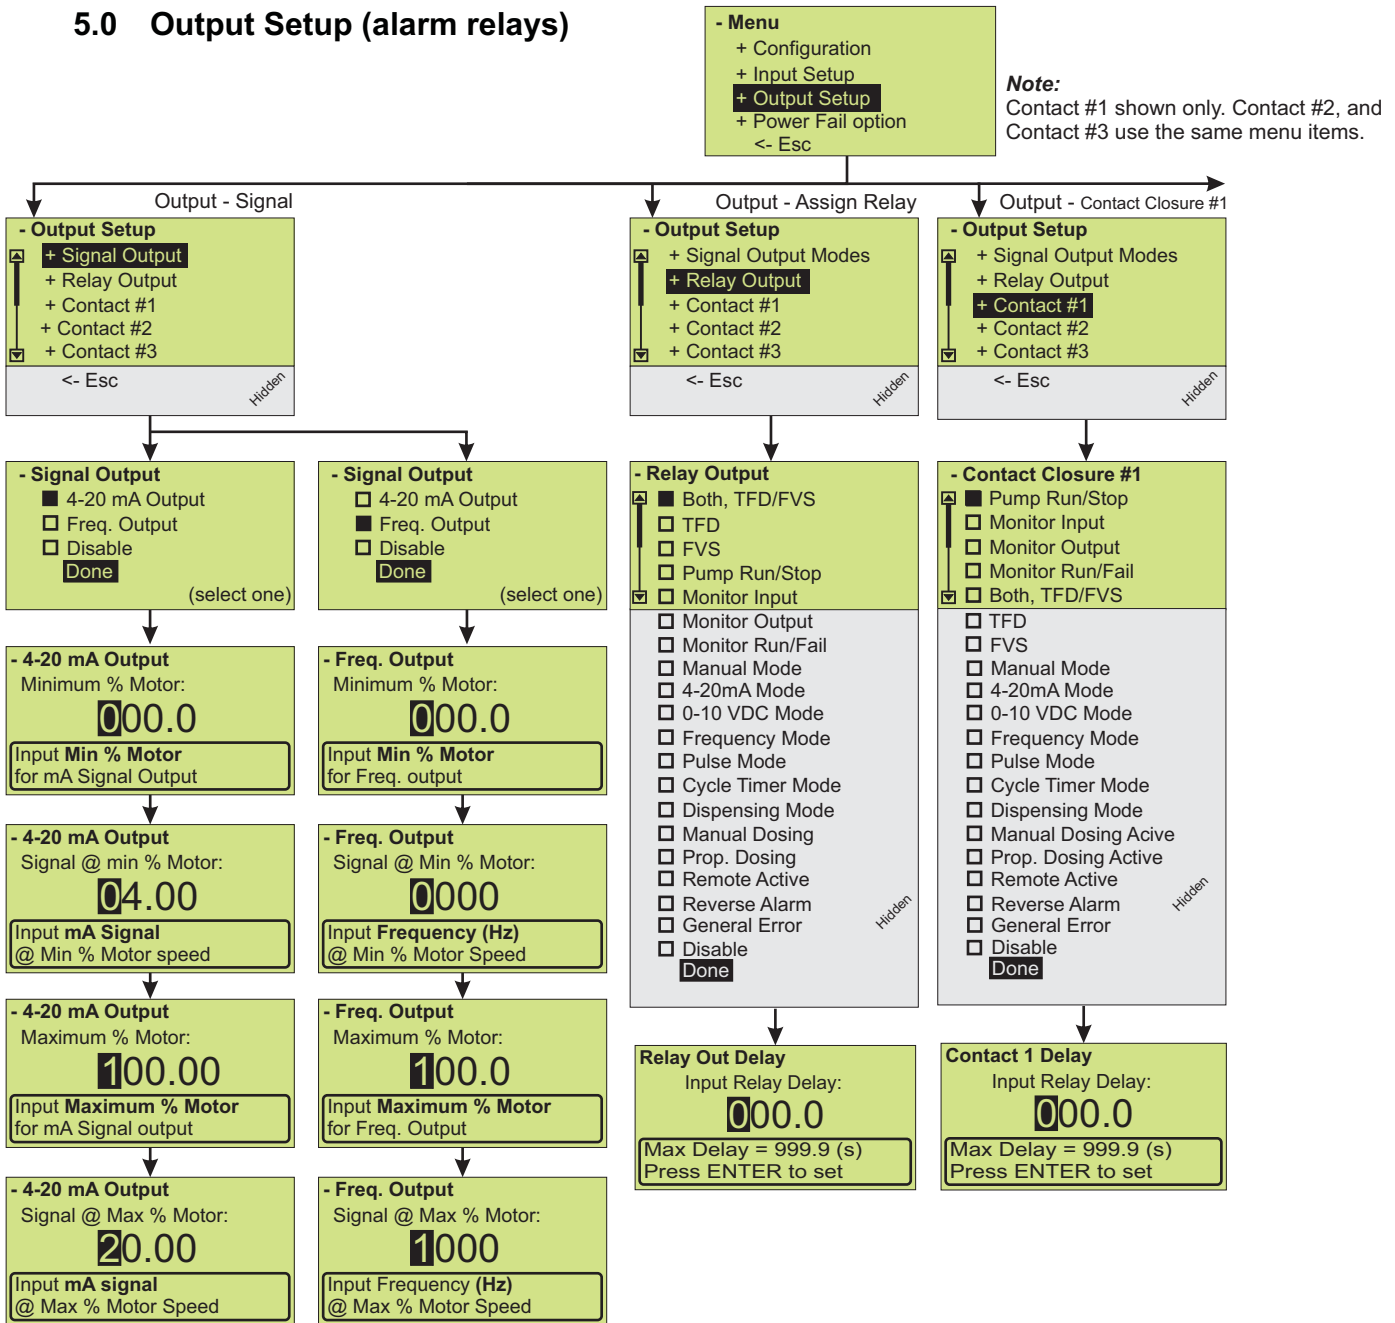 5.0 Output Setup (alarm relays)
- Menu
+ Configuration
+ Input Setup
+ Output Setup
+ Power Fail option
<- Esc
Note:
Contact #1 shown only. Contact #2, and
Contact #3 use the same menu items.
Output - Signal
- Output Setup
+ Signal Output
+ Relay Output
+ Contact #1
+ Contact #2
+ Contact #3
<- Esc
Hidden
Output - Assign Relay
- Output Setup
+ Signal Output Modes
+ Relay Output
+ Contact #1
+ Contact #2
+ Contact #3
<- Esc
Hidden
Output - Contact Closure #1
- Output Setup
+ Signal Output Modes
+ Relay Output
+ Contact #1
+ Contact #2
+ Contact #3
<- Esc
Hidden
- Signal Output
4-20 mA Output
Freq. Output
Disable
Done
(select one)
- 4-20 mA Output
Minimum % Motor:
000.0
Input Min % Motor
for mA Signal Output
- 4-20 mA Output
Signal @ min % Motor:
04.00
Input mA Signal
@ Min % Motor speed
- 4-20 mA Output
Maximum % Motor:
100.00
Input Maximum % Motor
for mA Signal output
- 4-20 mA Output
Signal @ Max % Motor:
20.00
Input mA signal
@ Max % Motor Speed
- Signal Output
4-20 mA Output
Freq. Output
Disable
Done
(select one)
- Freq. Output
Minimum % Motor:
000.0
Input Min % Motor
for Freq. output
- Freq. Output
Signal @ Min % Motor:
0000
Input Frequency (Hz)
@ Min % Motor Speed
- Freq. Output
Maximum % Motor:
100.0
Input Maximum % Motor
for Freq. Output
- Freq. Output
Signal @ Max % Motor:
1000
Input Frequency (Hz)
@ Max % Motor Speed
- Relay Output
Both, TFD/FVS
TFD
FVS
Pump Run/Stop
Monitor Input
Monitor Output
Monitor Run/Fail
Manual Mode
4-20mA Mode
0-10 VDC Mode
Frequency Mode
Pulse Mode
Cycle Timer Mode
Dispensing Mode
Manual Dosing
Prop. Dosing
Remote Active
Reverse Alarm
General Error
Disable
Done
Hidden
Relay Out Delay
Input Relay Delay:
000.0
Max Delay = 999.9 (s)
Press ENTER to set
- Contact Closure #1
Pump Run/Stop
Monitor Input
Monitor Output
Monitor Run/Fail
Both, TFD/FVS
TFD
FVS
Manual Mode
4-20mA Mode
0-10 VDC Mode
Frequency Mode
Pulse Mode
Cycle Timer Mode
Dispensing Mode
Manual Dosing Acive
Prop. Dosing Active
Remote Active
Reverse Alarm
General Error
Disable
Done
Hidden
Contact 1 Delay
Input Relay Delay:
000.0
Max Delay = 999.9 (s)
Press ENTER to set